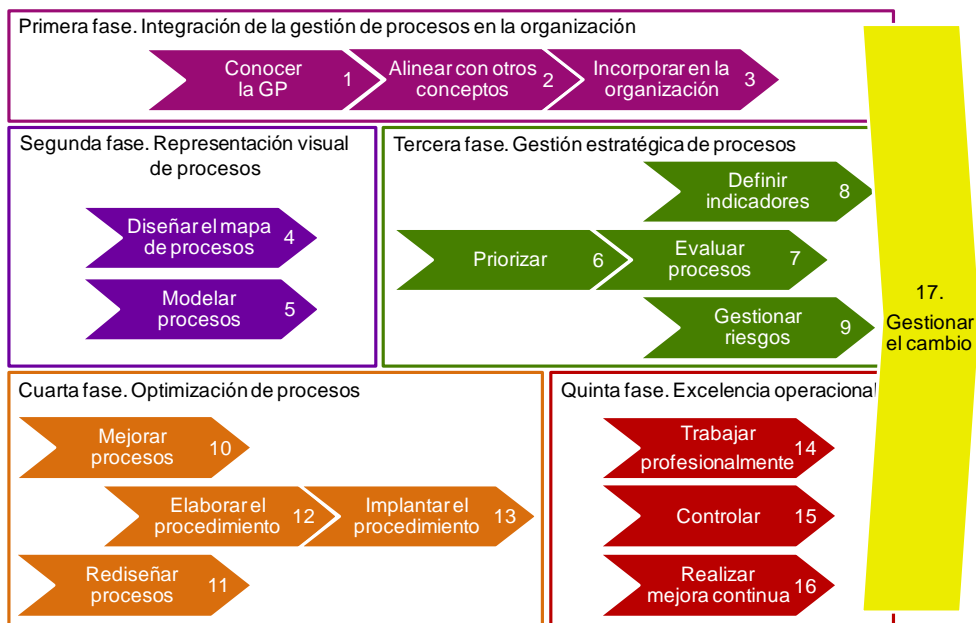 Primera fase. Integración de la gestión de procesos en la organización
Conocer
la GP
1
Alinear con otros
conceptos
2
Incorporar en la
organización
3
Segunda fase. Representación visual
de procesos
Diseñar el mapa
de procesos
4
Modelar
procesos
5
Tercera fase. Gestión estratégica de procesos
Definir
indicadores
8
Priorizar
6
Evaluar
procesos
7
Gestionar
riesgos
9
Cuarta fase. Optimización de procesos
Mejorar
procesos
10
Elaborar el
procedimiento
12
Implantar el
procedimiento
13
Rediseñar
procesos
11
Quinta fase. Excelencia operacional
Trabajar
profesionalmente
14
Controlar
15
Realizar
mejora continua
16
17.
Gestionar
el cambio